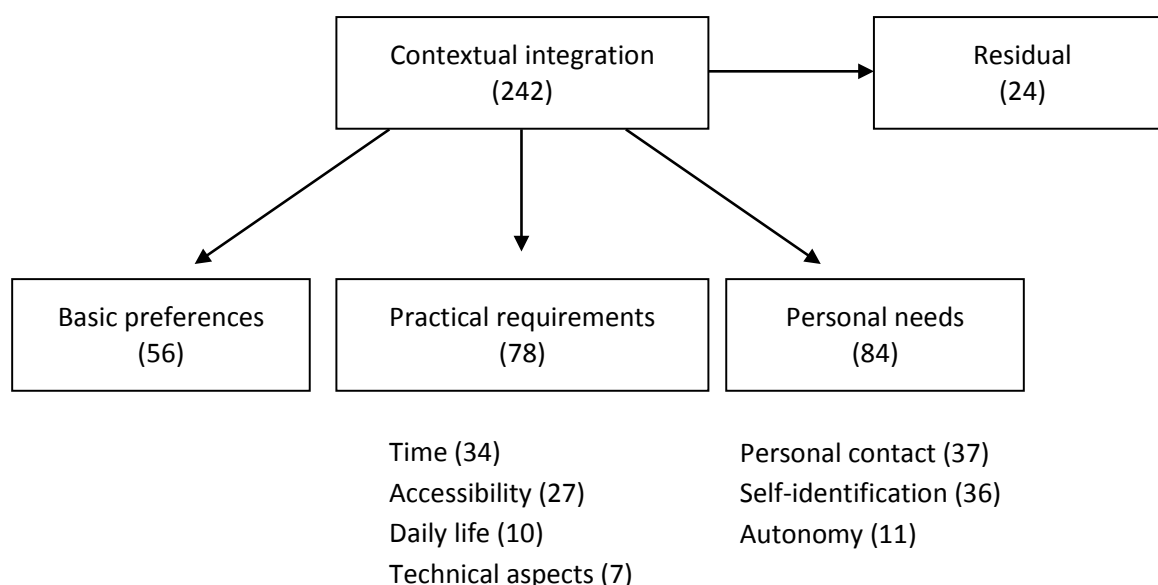 Contextual integration
(242)
Residual
(24)
Basic preferences
(56)
Practical requirements
(78)
Personal needs
(84)
Time (34)
Accessibility (27)
Daily life (10)
Technical aspects (7)
Personal contact (37)
Self-identification (36)
Autonomy (11)